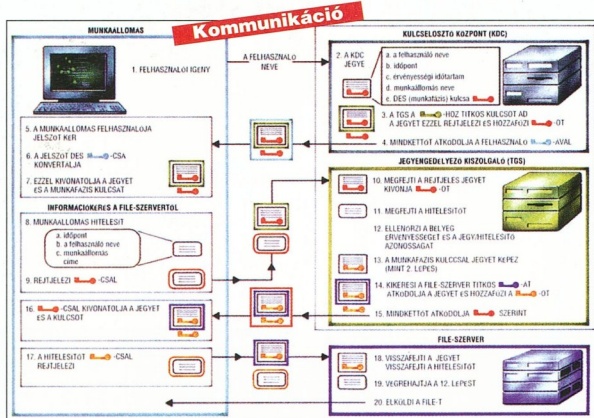 Kommunikáció
MUNKAÁLLOMÁS
1. FELHASZNÁLÓI IGÉNY
A FELHASZNÁLÓ
NEVE
KULCSELOSZTÓ KÖZPONT (KDC)
2. A KDC
JEGYE
a. a felhasználó neve
b. időpont
c. érvényességi időtartam
d. munkaállomás neve
e. DES (munkafázis) kulcsa
3. A TGS A -HOZ TITKOS KULCSOT AD
A JEGYET EZZEL REJTJELEZI ÉS HOZZÁFŰZI -OT
4. MINDKETTŐT ÁTKÓDOLJA A FELHASZNÁLÓ -ÁVAL
5. A MUNKAÁLLOMÁS FELHASZNÁLÓJA
JELSZÓT KÉR
6. A JELSZÓT DES -CSÁ
KONVERTÁLJA
7. EZZEL KIVONATOLJA A JEGYET
ÉS A MUNKAFÁZIS KULCSÁT
INFORMÁCIÓKÉRÉS A FILE-SZERVERTŐL
8. MUNKAÁLLOMÁS HITELESÍT
a. időpont
b. a felhasználó neve
c. munkaállomás
címe
9. REJTJELEZI -CSAL
JEGYENGEDÉLYEZŐ KISZOLGÁLÓ (TGS)
10. MEGFEJTI A REJTJELES JEGYET
KIVONJA -OT
11. MEGFEJTI A HITELESÍTŐT
12. ELLENŐRZI A BÉLYEG
ÉRVÉNYESSÉGÉT ÉS A JEGY/HITELESÍTŐ
AZONOSSÁGÁT
13. A MUNKAFÁZIS KULCCSAL JEGYET KÉPEZ
(MINT 2. LÉPÉS)
14. KIKERESI A FILE-SZERVER TITKOS -ÁT
ÁTKÓDOLJA A JEGYET ÉS HOZZÁFŰZI A -OT
15. MINDKETTŐT ÁTKÓDOLJA SZERINT
16. -CSAL KIVONATOLJA A JEGYET
ÉS A KULCSOT
17. A HITELESÍTŐT -CSAL
REJTJELEZI
FILE-SZERVER
18. VISSZAFEJTI A JEGYET
VISSZAFEJTI A HITELESÍTŐT
19. VÉGREHAJTJA A 12. LÉPÉST
20. ELKÜLDI A FILE-T